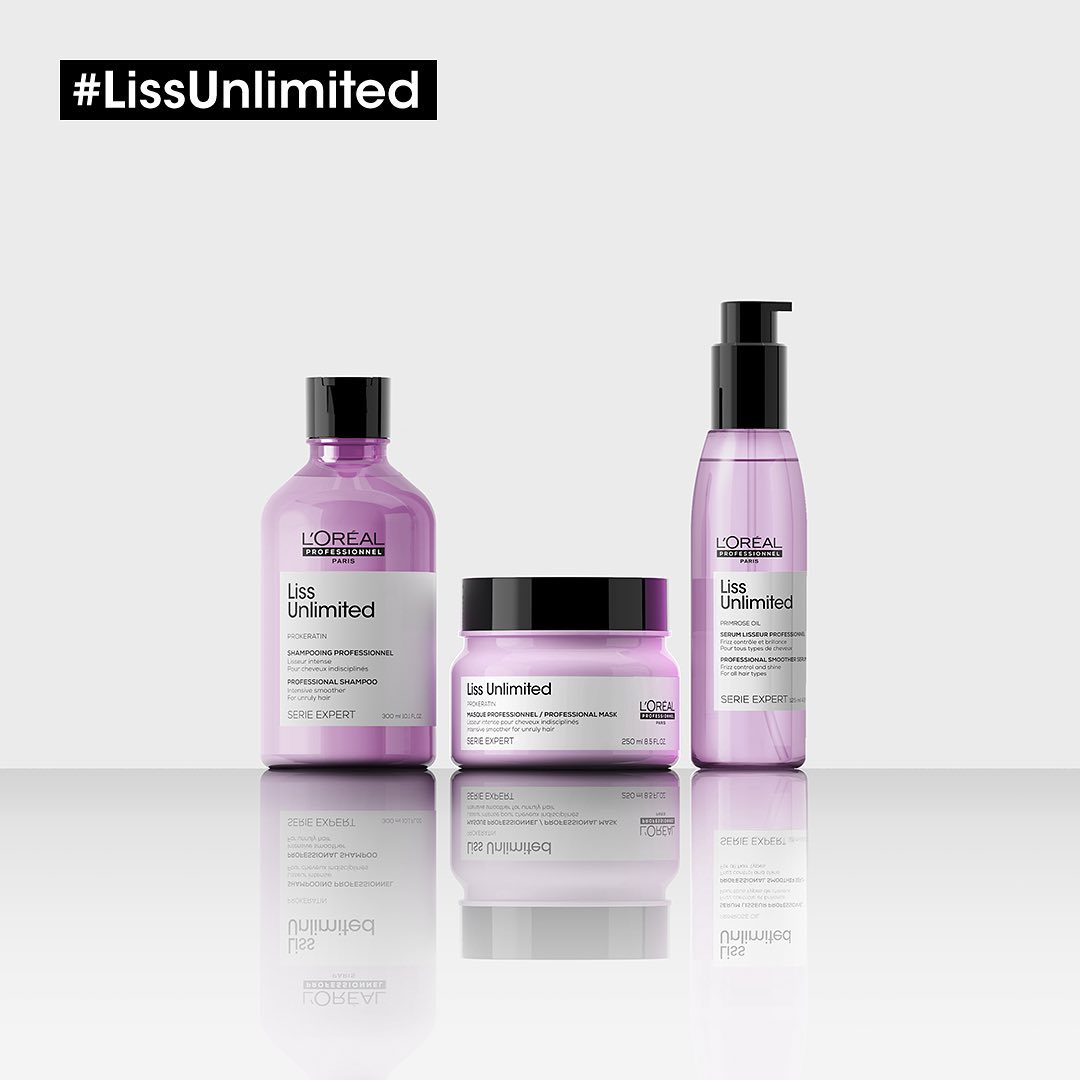 #LissUnlimited
L'ORÉAL
PROFESSIONNEL
PARIS
Liss
Unlimited
PROKERATIN
SHAMPOOING PROFESSIONNEL
Lisseur intense
Pour cheveux indisciplinés
PROFESSIONAL SHAMPOO
Intensive smoother
For unruly hair
SERIE EXPERT
300 ml 10.1 FL.OZ
Liss Unlimited
PROKERATIN
MASQUE PROFESSIONNEL / PROFESSIONAL MASK
Lisseur intense pour cheveux indisciplinés
Intensive smoother for unruly hair
SERIE EXPERT
L'ORÉAL
PROFESSIONNEL
PARIS
250 ml 8.5 FL.OZ
L'ORÉAL
PROFESSIONNEL
PARIS
Liss
Unlimited
PRIMROSE OIL
SERUM LISSEUR PROFESSIONNEL
Frizz contrôle et brillance
Pour tous types de cheveux
PROFESSIONAL SMOOTHER SERUM
Frizz control and shine
For all hair types
SERIE EXPERT